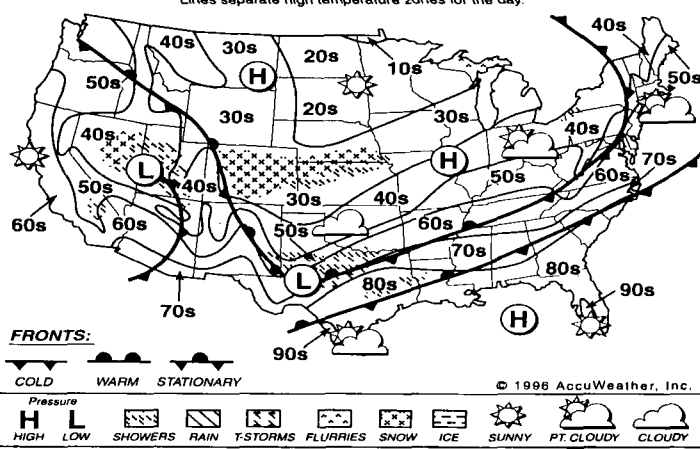 Lines separate high temperature zones for the day.
40s
40s 30s 20s
10s
50s H 50s
20s
30s 30s
40s 40s
L H 70s
50s 40s 50s 60s
30s 40s
60s 60s
60s 50s
70s
L 80s 80s
70s 90s
H
90s
FRONTS:
COLD WARM STATIONARY
© 1996 AccuWeather, Inc.
Pressure
H L
HIGH LOW SHOWERS RAIN T-STORMS FLURRIES SNOW ICE SUNNY PT. CLOUDY CLOUDY